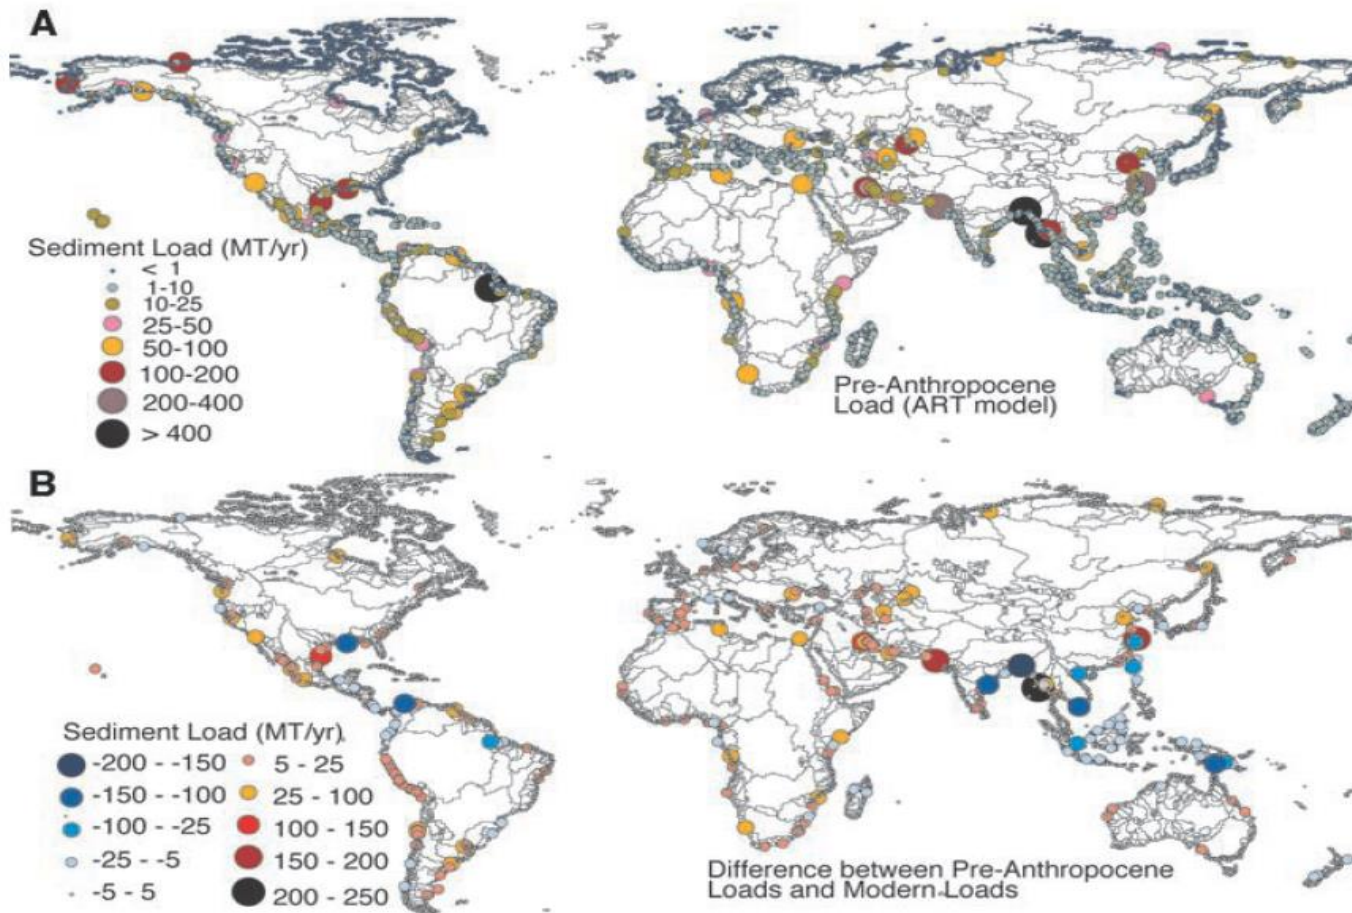 A
Sediment Load (MT/yr)
< 1
1-10
10-25
25-50
50-100
100-200
200-400
> 400
Pre-Anthropocene
Load (ART model)
B
Sediment Load (MT/yr)
-200 - -150
-150 - -100
-100 - -25
-25 - -5
-5 - 5
5 - 25
25 - 100
100 - 150
150 - 200
200 - 250
Difference between Pre-Anthropocene
Loads and Modern Loads